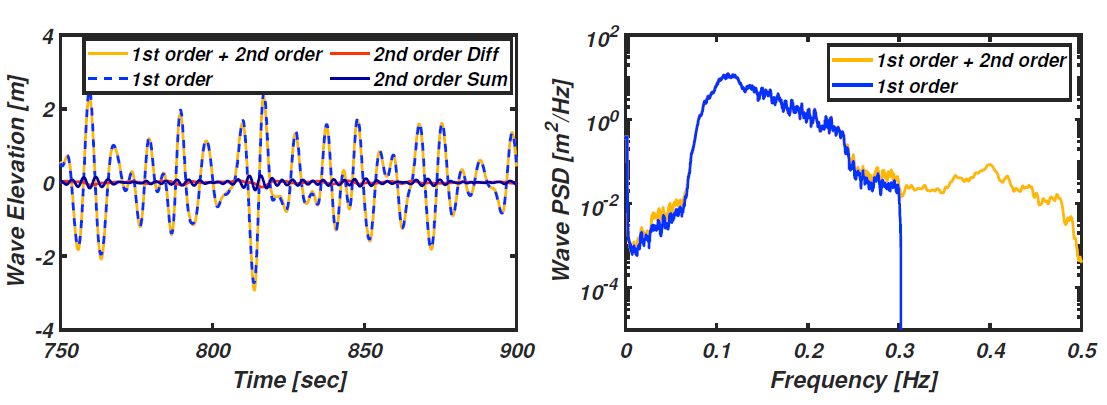 4
2
0
-2
-4
Wave Elevation [m]
1st order + 2nd order
2nd order Diff
1st order
2nd order Sum
750
800
850
900
Time [sec]
10^2
10^0
10^-2
10^-4
Wave PSD [m^2/Hz]
1st order + 2nd order
1st order
0
0.1
0.2
0.3
0.4
0.5
Frequency [Hz]